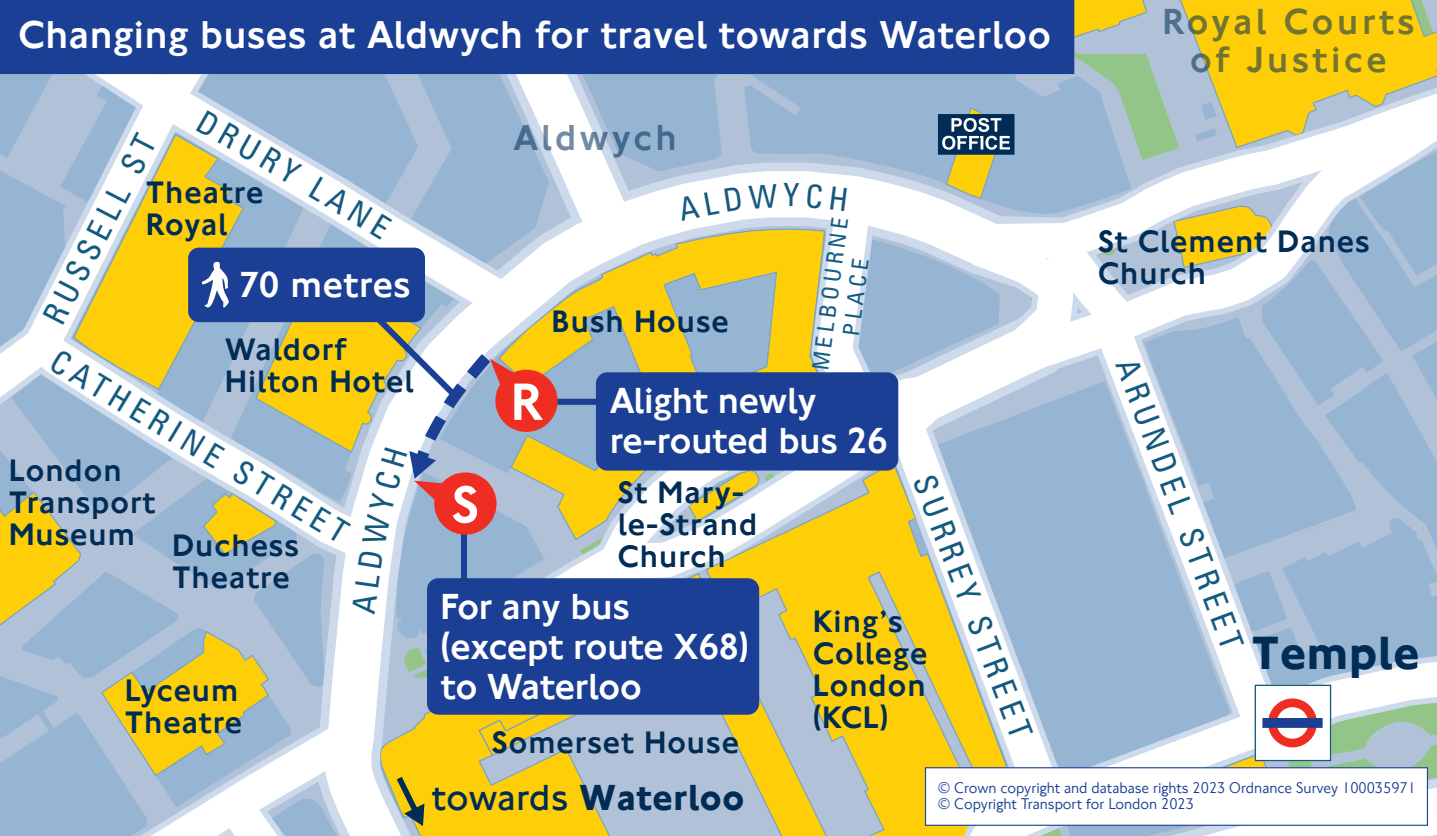 Changing buses at Aldwych for travel towards Waterloo
Royal Courts
of Justice
Aldwych
POST
OFFICE
DRURY LANE
RUSSELL ST
Theatre
Royal
ALDWYCH
MELBOURNE
PLACE
St Clement Danes
Church
70 metres
Bush House
Waldorf
Hilton Hotel
CATHERINE STREET
R
Alight newly
re-routed bus 26
ARUNDEL STREET
London
Transport
Museum
ALDWYCH
S
St Mary-
le-Strand
Church
SURREY STREET
Duchess
Theatre
For any bus
(except route X68)
to Waterloo
King's
College
London
(KCL)
Temple
Lyceum
Theatre
Somerset House
towards Waterloo
© Crown copyright and database rights 2023 Ordnance Survey 100035971
© Copyright Transport for London 2023